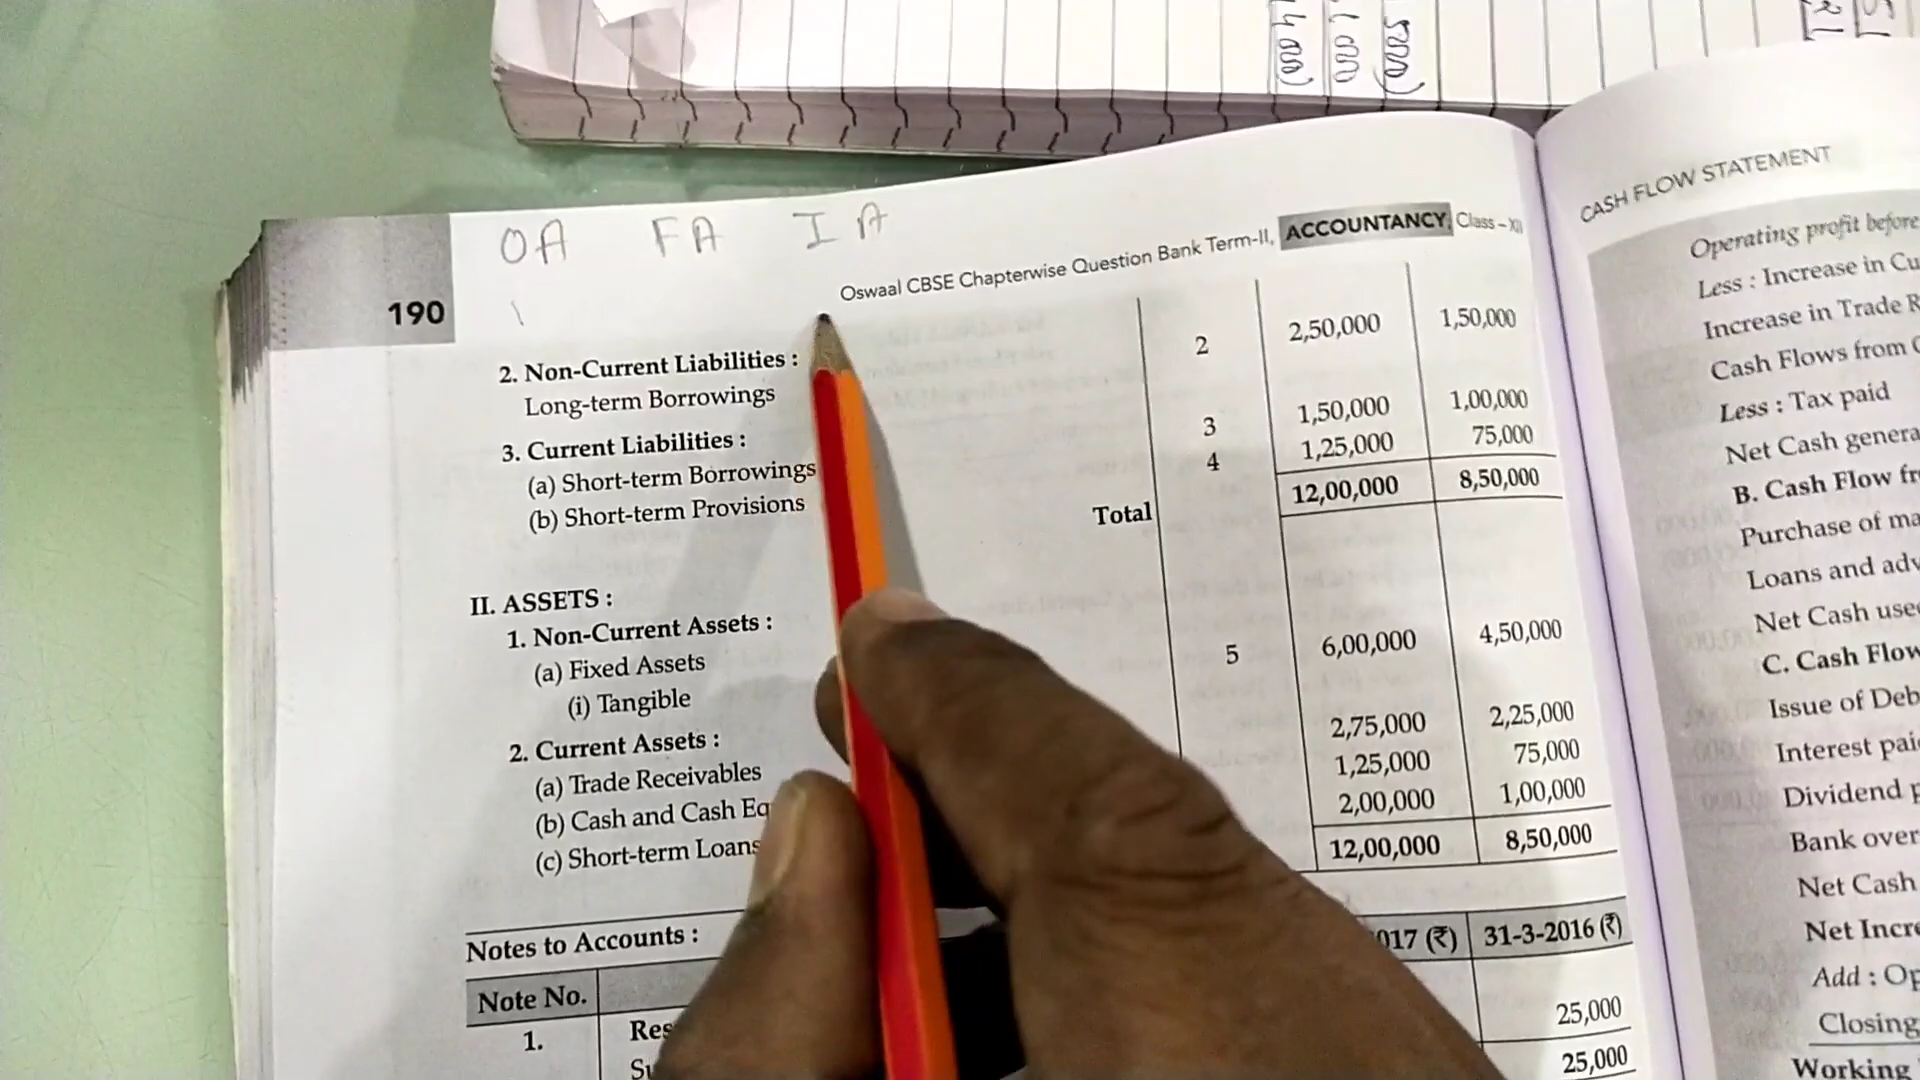 4000) 1000 5000)
OA FA IA
190
Oswaal CBSE Chapterwise Question Bank Term-II, ACCOUNTANCY, Class – XII
2. Non-Current Liabilities :
Long-term Borrowings 2 2,50,000 1,50,000
3. Current Liabilities :
(a) Short-term Borrowings 3 1,50,000 1,00,000
(b) Short-term Provisions 4 1,25,000 75,000
Total 12,00,000 8,50,000
II. ASSETS :
1. Non-Current Assets :
(a) Fixed Assets
(i) Tangible 5 6,00,000 4,50,000
2. Current Assets :
(a) Trade Receivables 2,75,000 2,25,000
(b) Cash and Cash Eq 1,25,000 75,000
(c) Short-term Loans 2,00,000 1,00,000
12,00,000 8,50,000
Notes to Accounts :
Note No. 017 (₹) 31-3-2016 (₹)
1. Res 25,000
Su 25,000
CASH FLOW STATEMENT
Operating profit before
Less : Increase in Cu
Increase in Trade R
Cash Flows from
Less : Tax paid
Net Cash genera
B. Cash Flow fr
Purchase of ma
Loans and adv
Net Cash used
C. Cash Flow
Issue of Deb
Interest pai
Dividend p
Bank over
Net Cash
Net Incre
Add : Op
Closing
Working